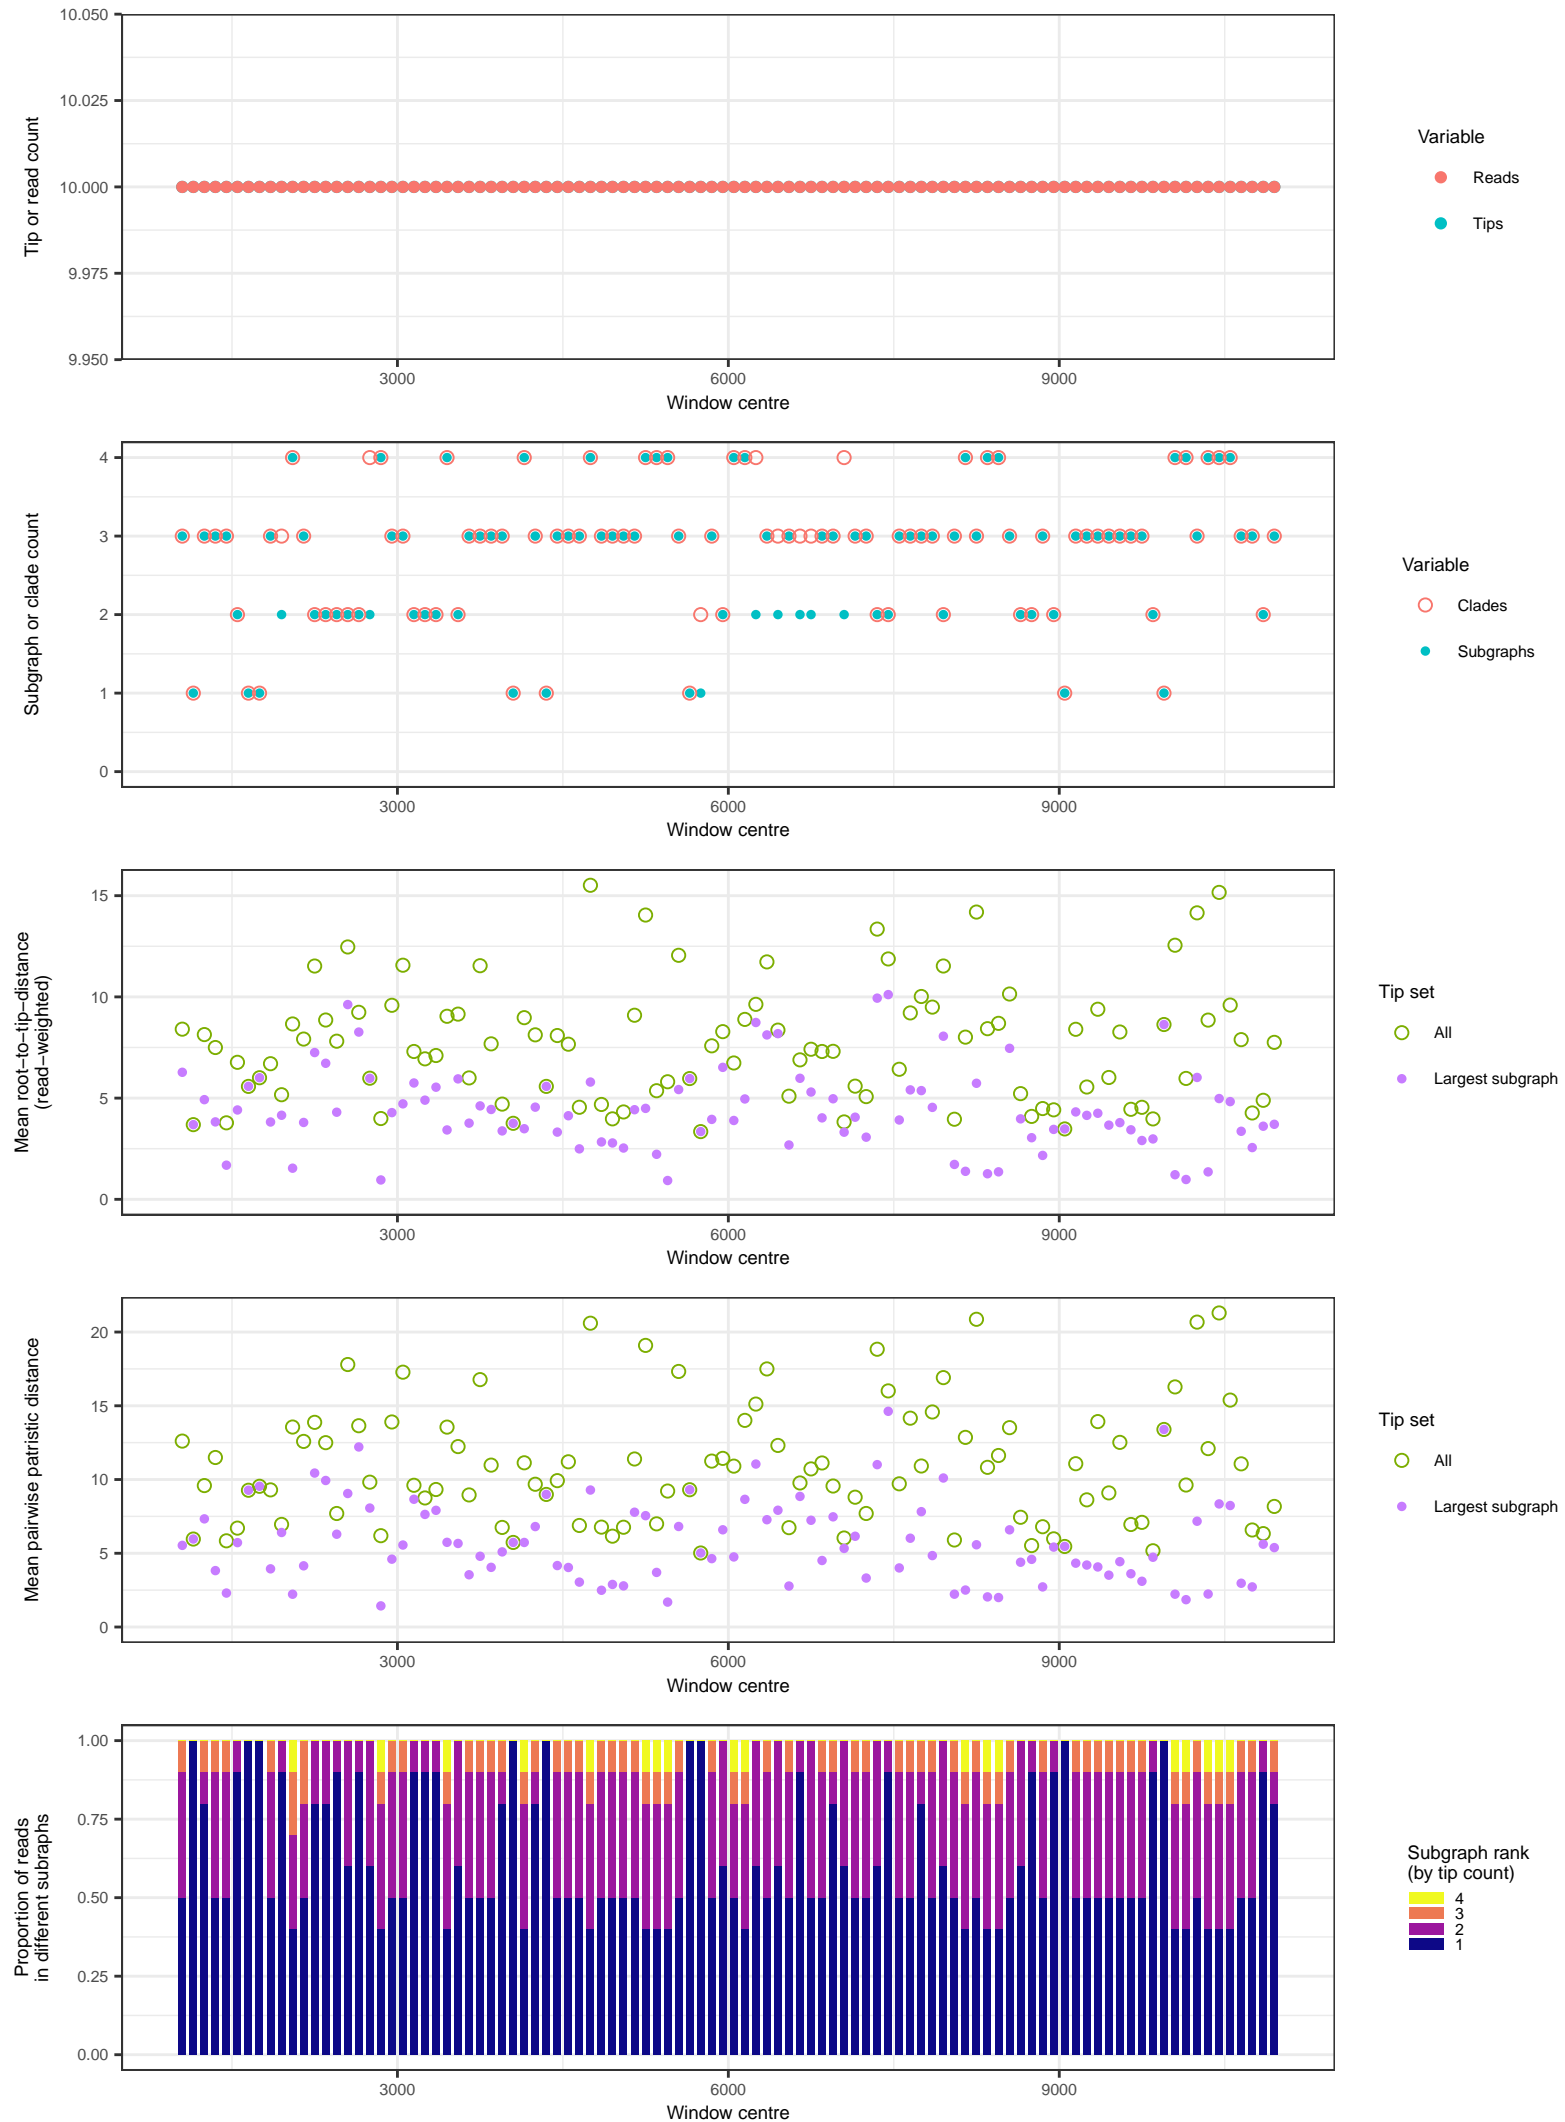 10.050
10.025
10.000
9.975
9.950
Tip or read count
3000
6000
9000
Window centre
Variable
Reads
Tips
4
3
2
1
0
Subgraph or clade count
3000
6000
9000
Window centre
Variable
Clades
Subgraphs
15
10
5
0
Mean root−to−tip−distance
(read−weighted)
3000
6000
9000
Window centre
Tip set
All
Largest subgraph
20
15
10
5
0
Mean pairwise patristic distance
3000
6000
9000
Window centre
Tip set
All
Largest subgraph
1.00
0.75
0.50
0.25
0.00
Proportion of reads
in different subraphs
3000
6000
9000
Window centre
Subgraph rank
(by tip count)
4
3
2
1